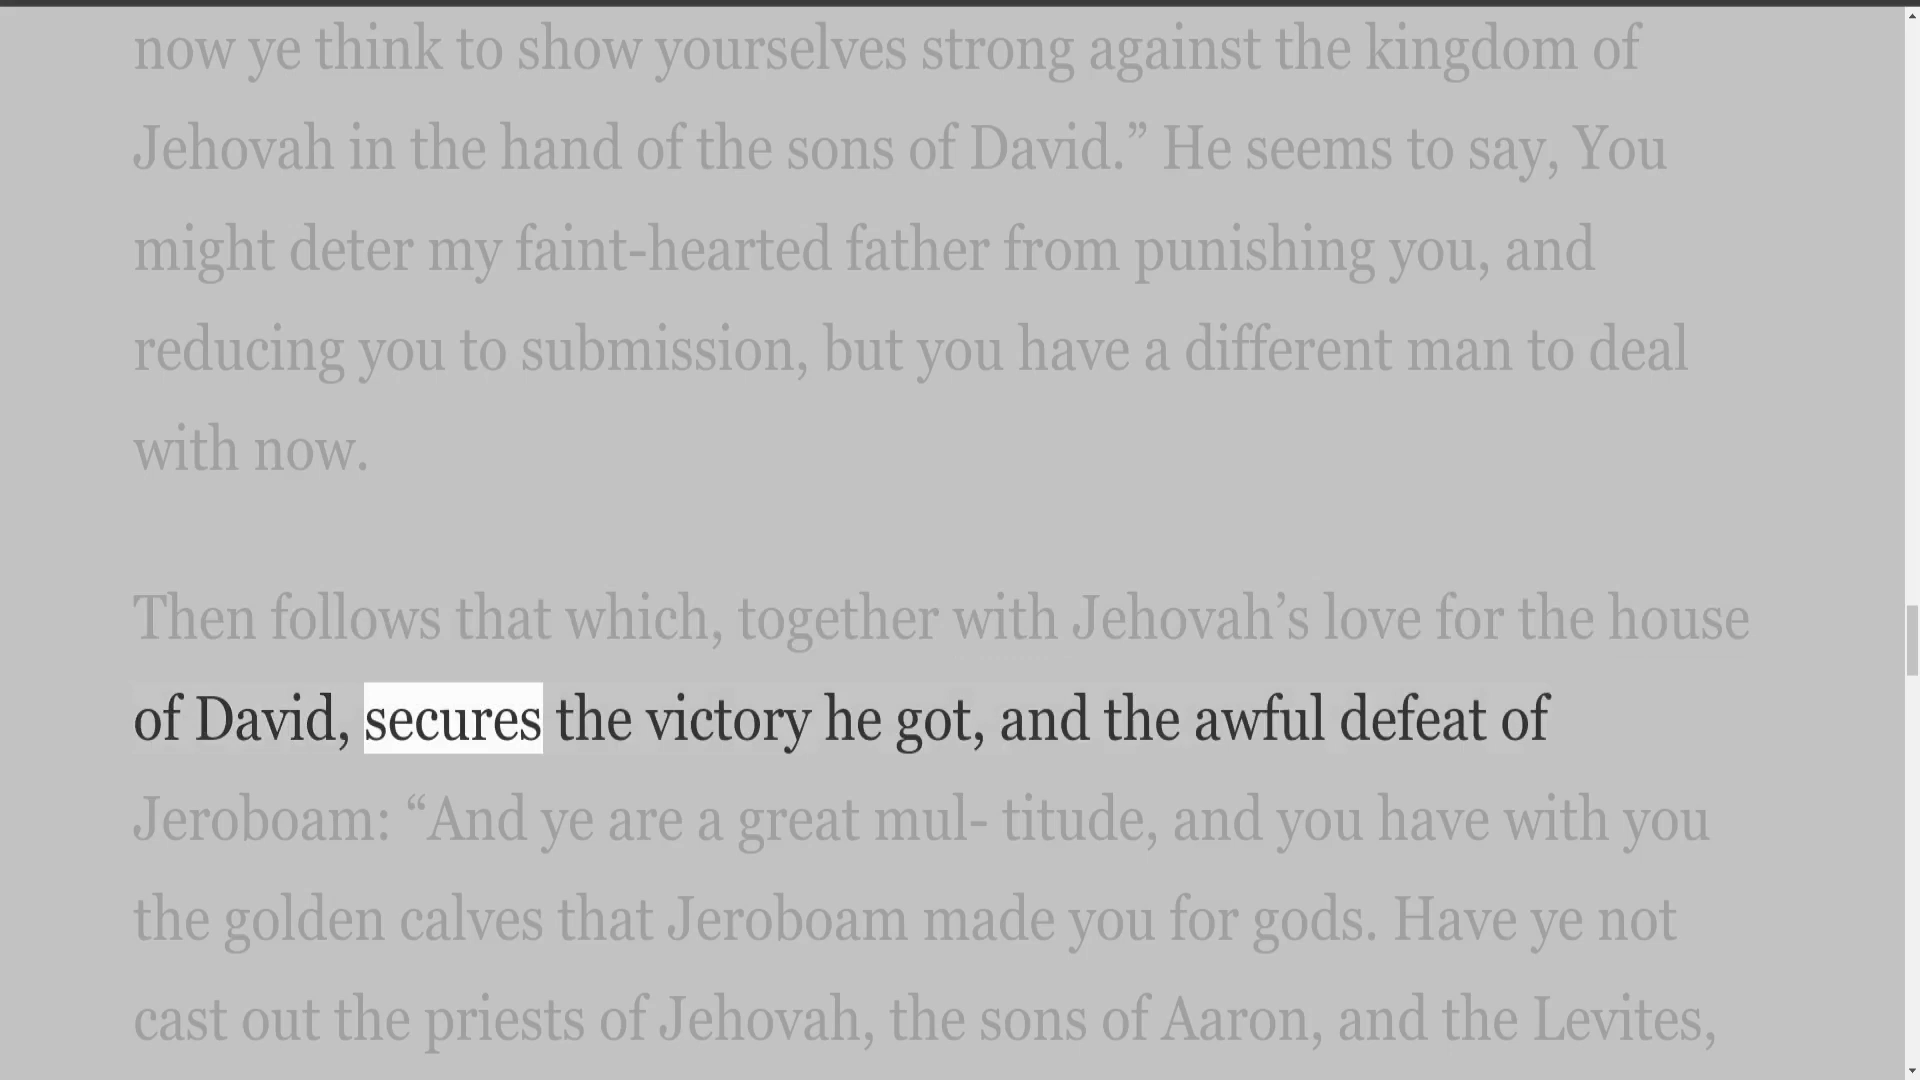 now ye think to show yourselves strong against the kingdom of
Jehovah in the hand of the sons of David.” He seems to say, You
might deter my faint-hearted father from punishing you, and
reducing you to submission, but you have a different man to deal
with now.
Then follows that which, together with Jehovah’s love for the house
of David, secures the victory he got, and the awful defeat of
Jeroboam: “And ye are a great mul- titude, and you have with you
the golden calves that Jeroboam made you for gods. Have ye not
cast out the priests of Jehovah, the sons of Aaron, and the Levites,